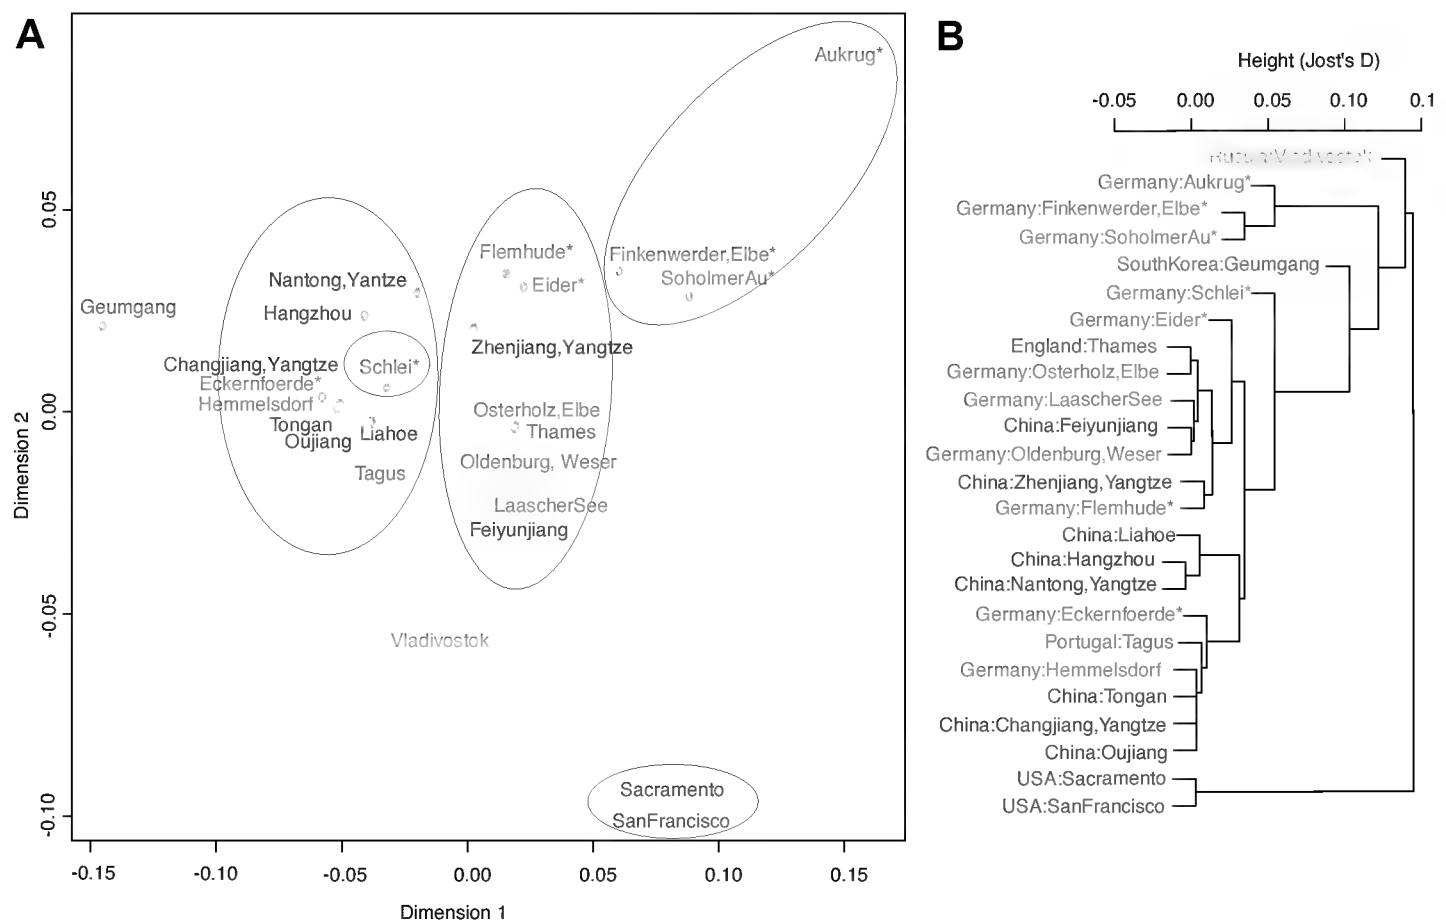 A
Aukrug*
0.05
Flemhude*
Finkenwerder,Elbe*
Nantong,Yantze
Eider*
SoholmerAu*
Geumgang
Hangzhou
Zhenjiang,Yangtze
Changjiang,Yangtze
Schlei*
Eckernfoerde*
Hemmelsdorf
0.00
Osterholz,Elbe
Tongan
Liahoe
Thames
Oujiang
Oldenburg, Weser
Tagus
LaascherSee
Feiyunjiang
-0.05
Vladivostok
Sacramento
-0.10
SanFrancisco
Dimension 2
-0.15 -0.10 -0.05 0.00 0.05 0.10 0.15
Dimension 1
B
Height (Jost's D)
-0.05 0.00 0.05 0.10 0.1
Germany:Aukrug*
Germany:Finkenwerder,Elbe*
Germany:SoholmerAu*
SouthKorea:Geumgang
Germany:Schlei*
Germany:Eider*
England:Thames
Germany:Osterholz,Elbe
Germany:LaascherSee
China:Feiyunjiang
Germany:Oldenburg,Weser
China:Zhenjiang,Yangtze
Germany:Flemhude*
China:Liahoe
China:Hangzhou
China:Nantong,Yangtze
Germany:Eckernfoerde*
Portugal:Tagus
Germany:Hemmelsdorf
China:Tongan
China:Changjiang,Yangtze
China:Oujiang
USA:Sacramento
USA:SanFrancisco